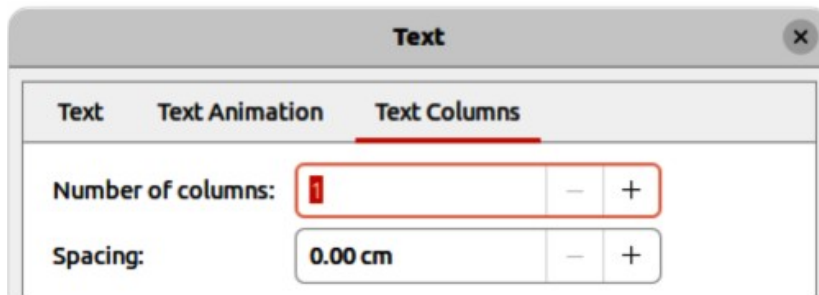 Text
Text Text Animation Text Columns
Number of columns: 1
Spacing: 0.00 cm